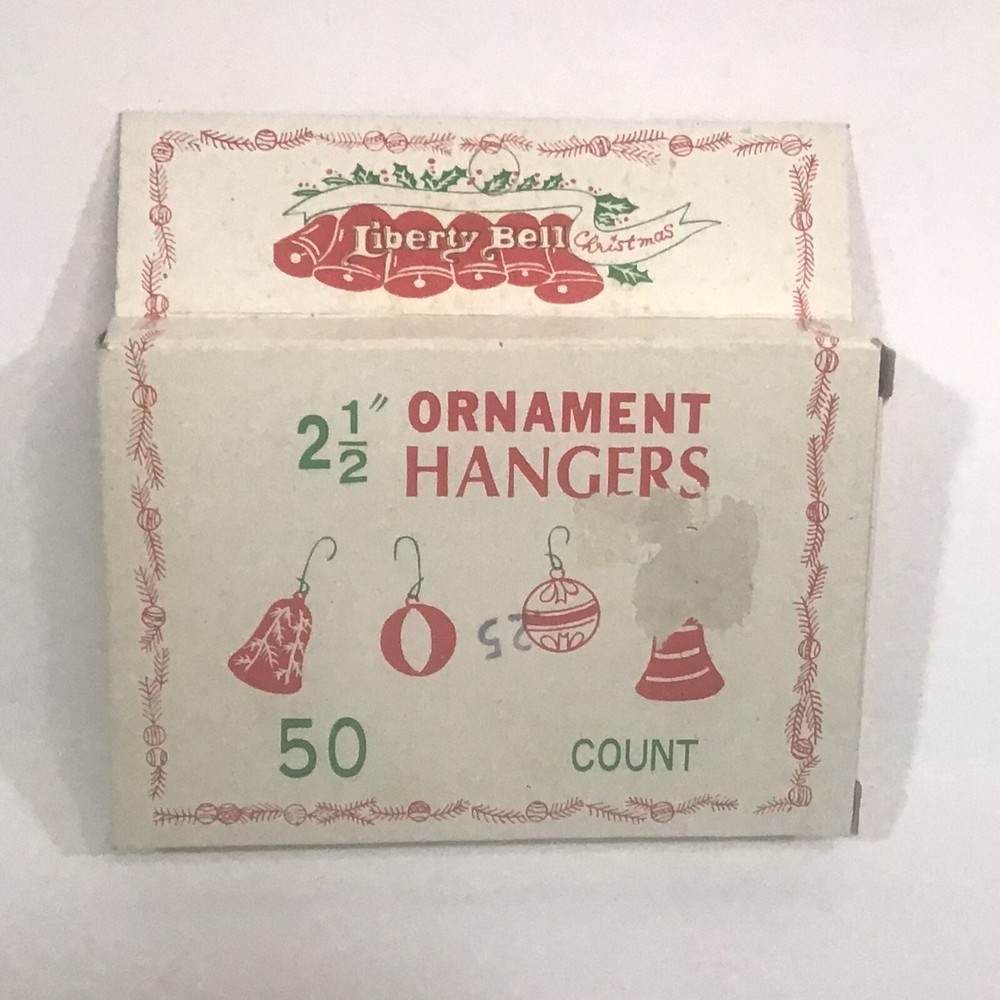 Liberty Bell Christmas
2 1/2" ORNAMENT
HANGERS
25
50 COUNT